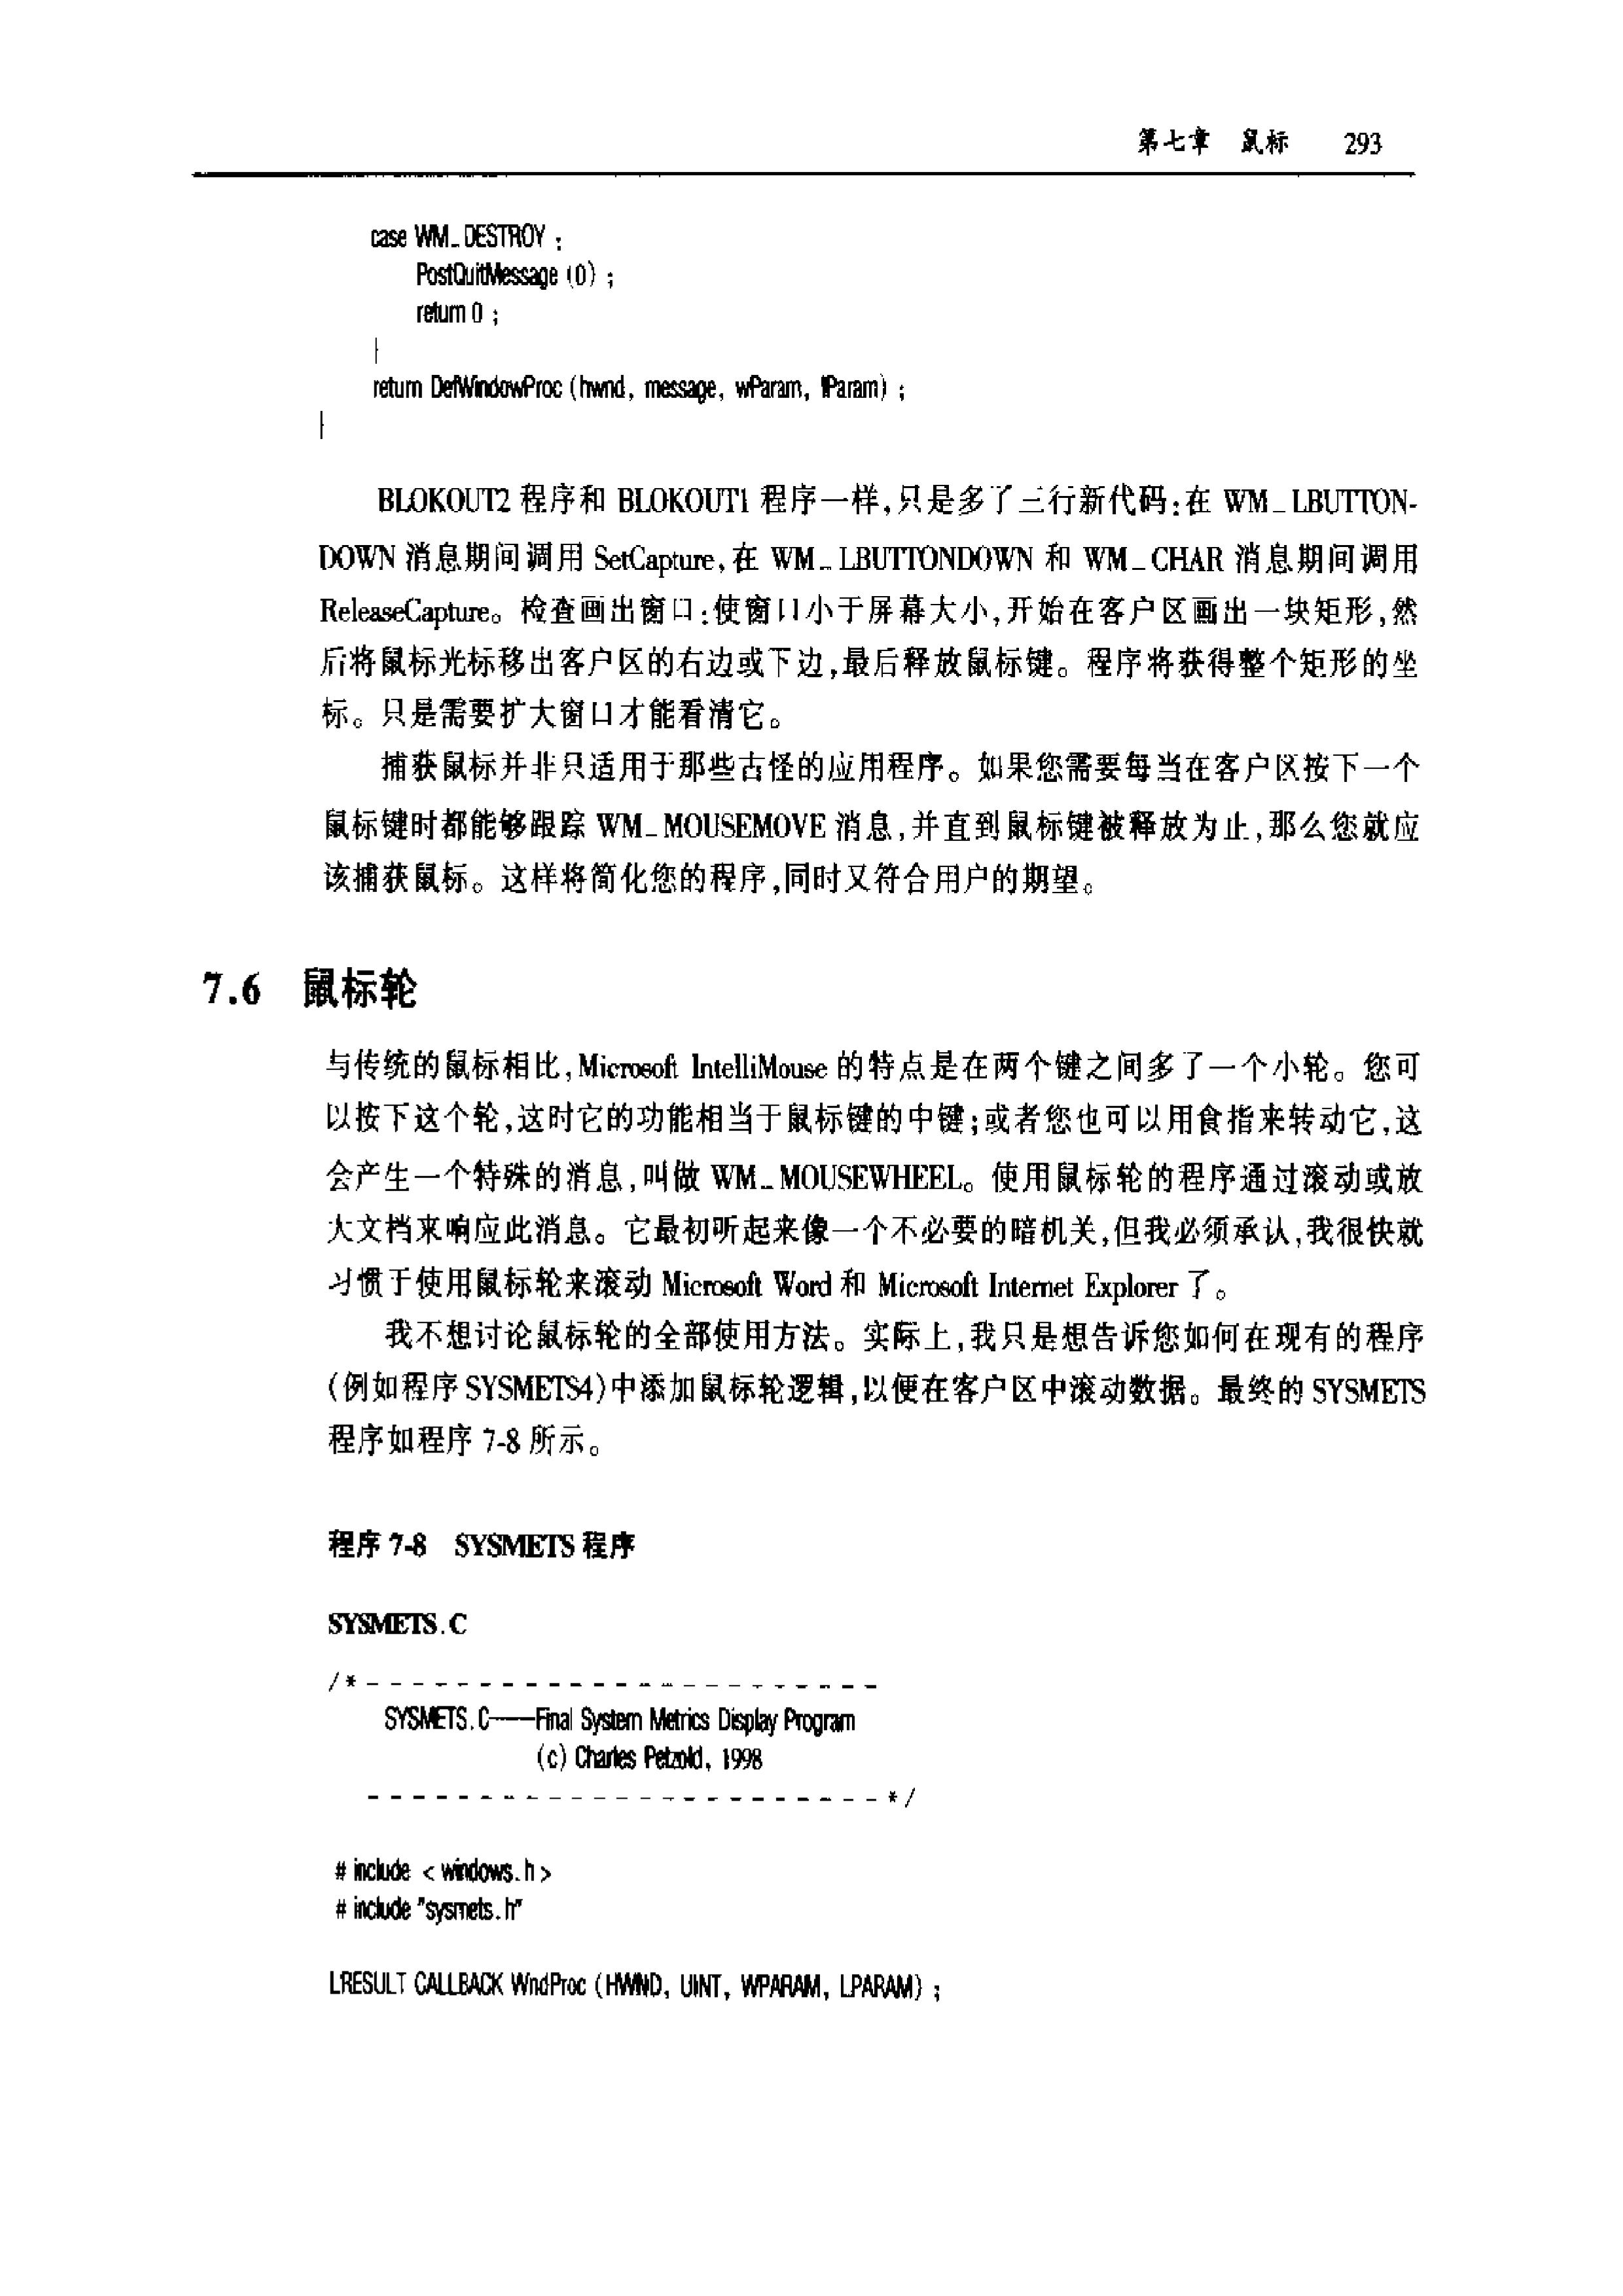 第七章 鼠标 293
case WM_DESTROY ;
PostQuitMessage (0) ;
return 0 ;
}
return DefWindowProc (hwnd, message, wParam, lParam) ;
}
BLOKOUT2 程序和 BLOKOUT1 程序一样,只是多了三行新代码:在 WM_LBUTTON-
DOWN 消息期间调用 SetCapture,在 WM_LBUTTONDOWN 和 WM_CHAR 消息期间调用
ReleaseCapture。检查画出窗口:使窗口小于屏幕大小,开始在客户区画出一块矩形,然
后将鼠标光标移出客户区的右边或下边,最后释放鼠标键。程序将获得整个矩形的坐
标。只是需要扩大窗口才能看清它。
捕获鼠标并非只适用于那些古怪的应用程序。如果您需要每当在客户区按下一个
鼠标键时都能够跟踪 WM_MOUSEMOVE 消息,并直到鼠标键被释放为止,那么您就应
该捕获鼠标。这样将简化您的程序,同时又符合用户的期望。
7.6 鼠标轮
与传统的鼠标相比,Microsoft IntelliMouse 的特点是在两个键之间多了一个小轮。您可
以按下这个轮,这时它的功能相当于鼠标键的中键;或者您也可以用食指来转动它,这
会产生一个特殊的消息,叫做 WM_MOUSEWHEEL。使用鼠标轮的程序通过滚动或放
大文档来响应此消息。它最初听起来像一个不必要的暗机关,但我必须承认,我很快就
习惯于使用鼠标轮来滚动 Microsoft Word 和 Microsoft Internet Explorer 了。
我不想讨论鼠标轮的全部使用方法。实际上,我只是想告诉您如何在现有的程序
(例如程序 SYSMETS4)中添加鼠标轮逻辑,以便在客户区中滚动数据。最终的 SYSMETS
程序如程序 7-8 所示。
程序 7-8 SYSMETS 程序
SYSMETS.C
/*- - - - - - - - - - - - - - - - - - - - - - -
SYSMETS.C——Final System Metrics Display Program
(c) Charles Petzold, 1998
- - - - - - - - - - - - - - - - - - - - - - -*/
# include <windows.h>
# include "sysmets.h"
LRESULT CALLBACK WndProc (HWND, UINT, WPARAM, LPARAM) ;